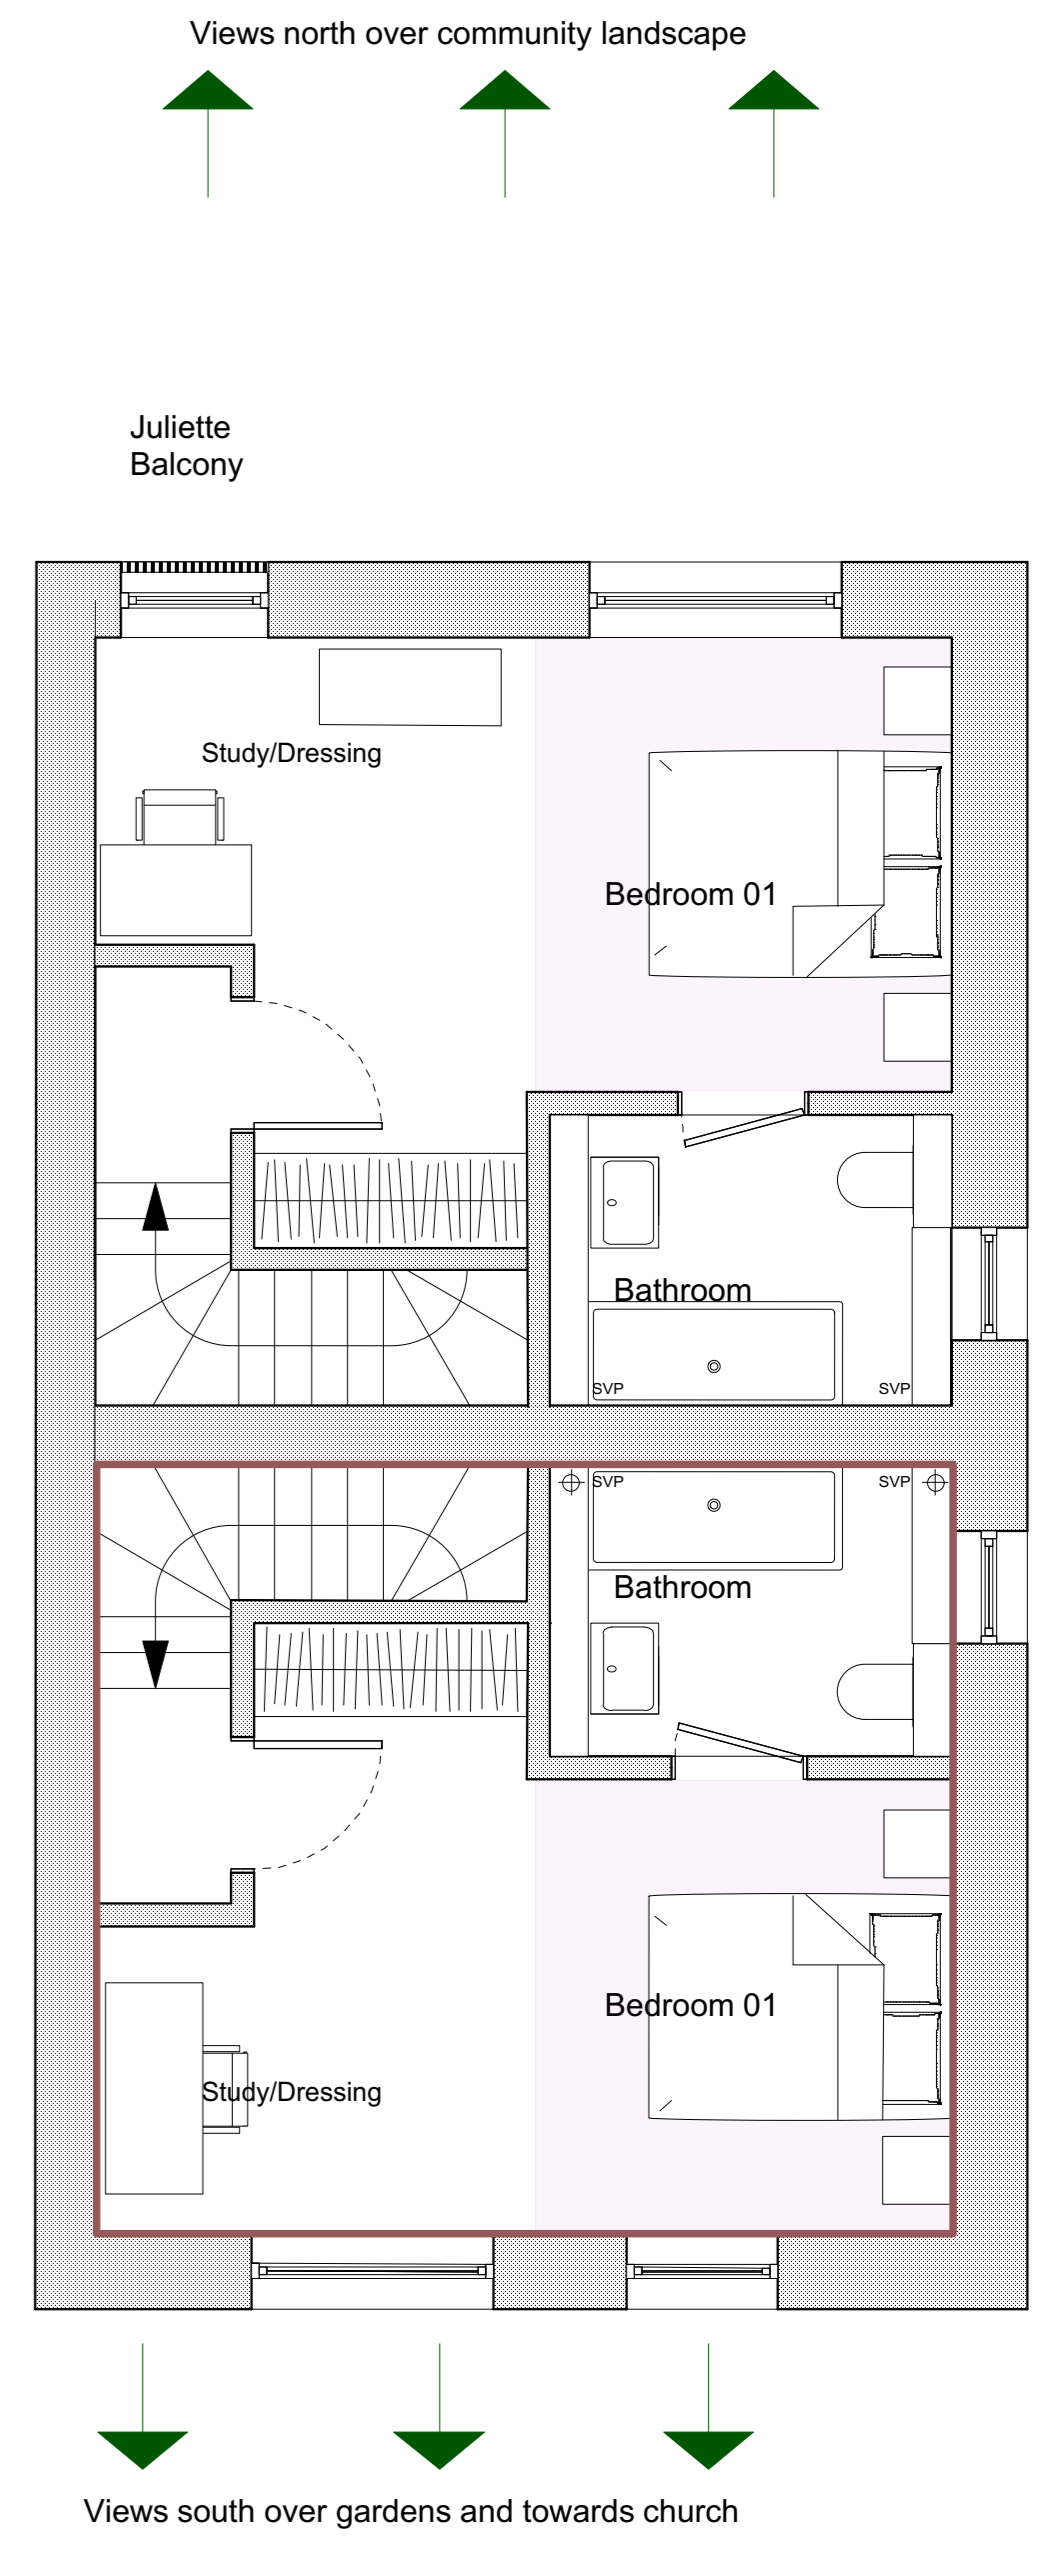 Views north over community landscape
Juliette
Balcony
Study/Dressing
Bedroom 01
Bathroom
SVP
SVP
SVP
SVP
Bathroom
Bedroom 01
Study/Dressing
Views south over gardens and towards church